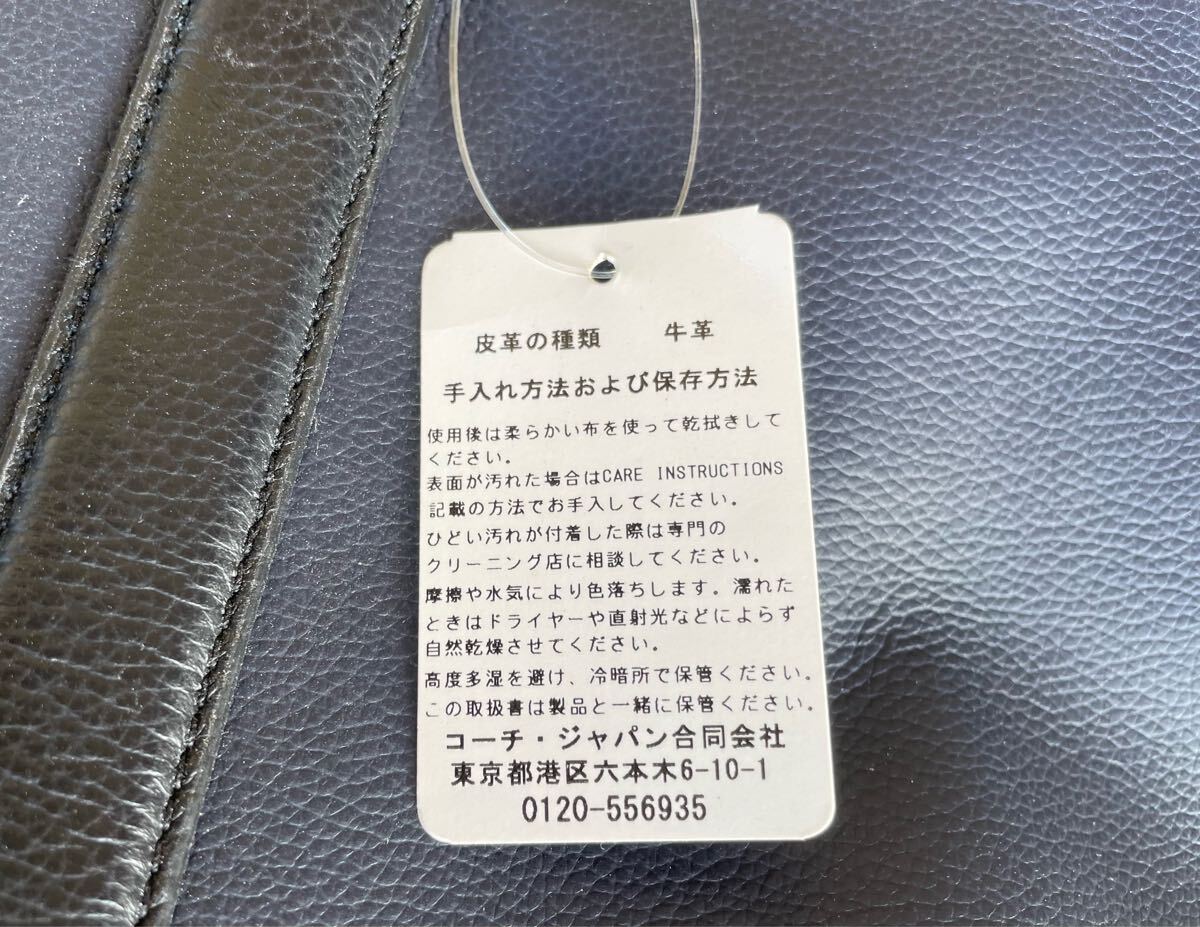 皮革の種類　　牛革
手入れ方法および保存方法
使用後は柔らかい布を使って乾拭きして
ください。
表面が汚れた場合はCARE INSTRUCTIONS
記載の方法でお手入してください。
ひどい汚れが付着した際は専門の
クリーニング店に相談してください。
摩擦や水気により色落ちします。濡れた
ときはドライヤーや直射光などによらず
自然乾燥させてください。
高度多湿を避け、冷暗所で保管ください。
この取扱書は製品と一緒に保管ください。
コーチ・ジャパン合同会社
東京都港区六本木6-10-1
0120-556935